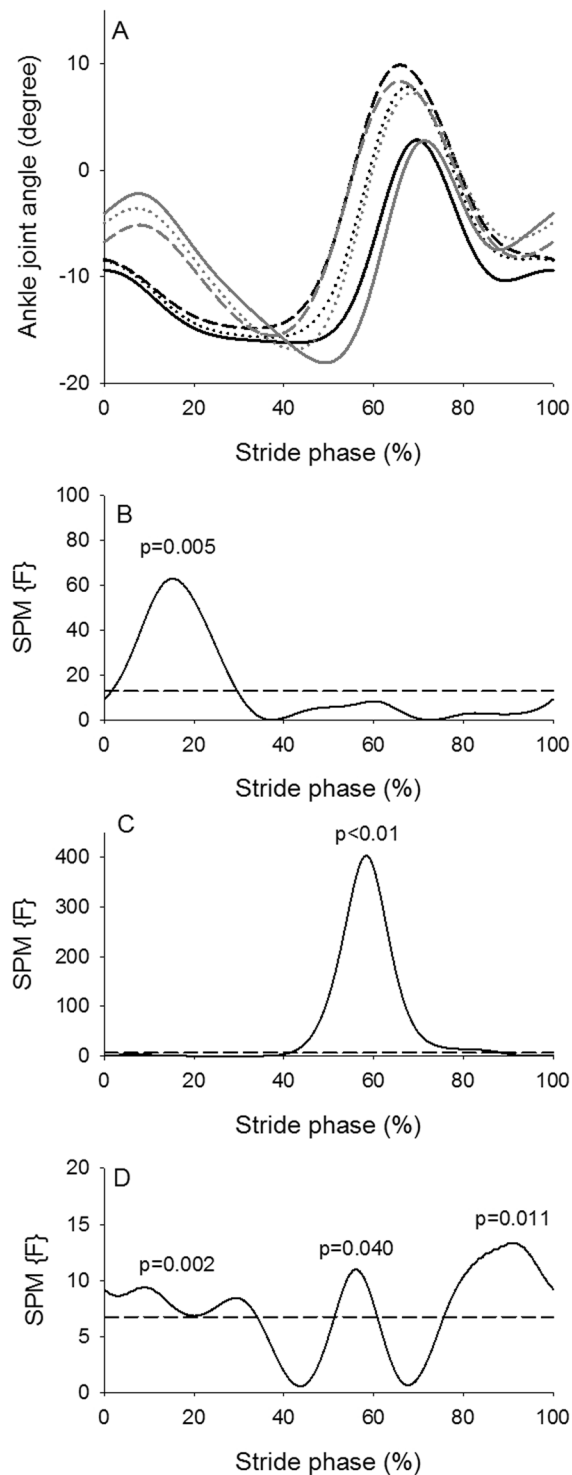 A
10
0
-10
-20
Ankle joint angle (degree)
0 20 40 60 80 100
Stride phase (%)
B
p=0.005
100
80
60
40
20
0
SPM {F}
0 20 40 60 80 100
Stride phase (%)
C
p<0.01
400
300
200
100
0
SPM {F}
0 20 40 60 80 100
Stride phase (%)
D
p=0.002
p=0.040
p=0.011
20
15
10
5
0
SPM {F}
0 20 40 60 80 100
Stride phase (%)